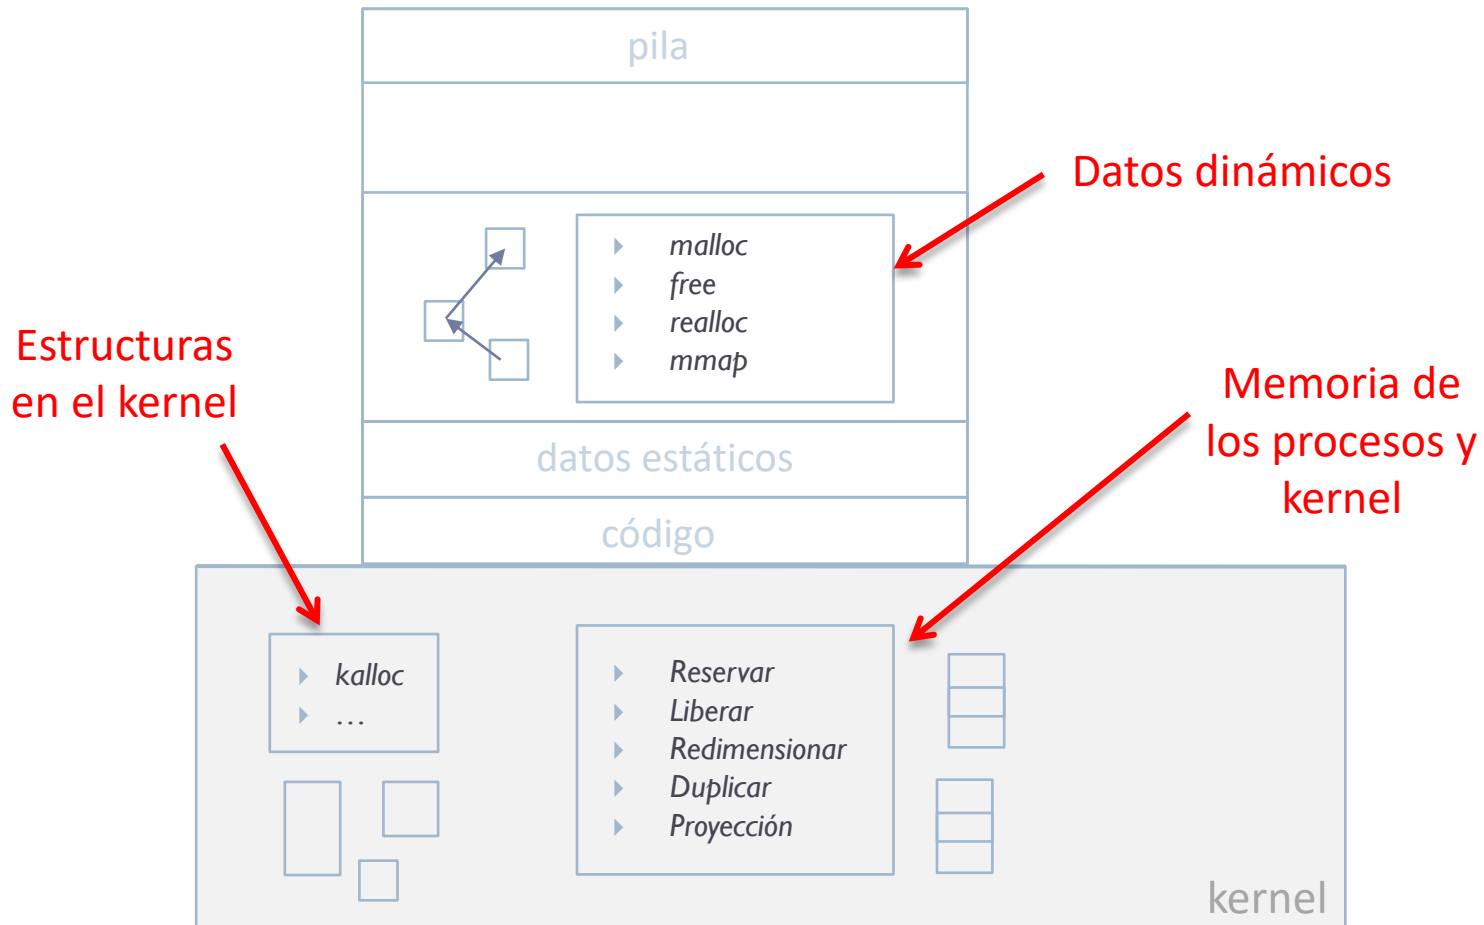 pila
Datos dinámicos
malloc
free
realloc
mmap
Estructuras
en el kernel
Memoria de
los procesos y
kernel
datos estáticos
código
kalloc
...
Reservar
Liberar
Redimensionar
Duplicar
Proyección
kernel